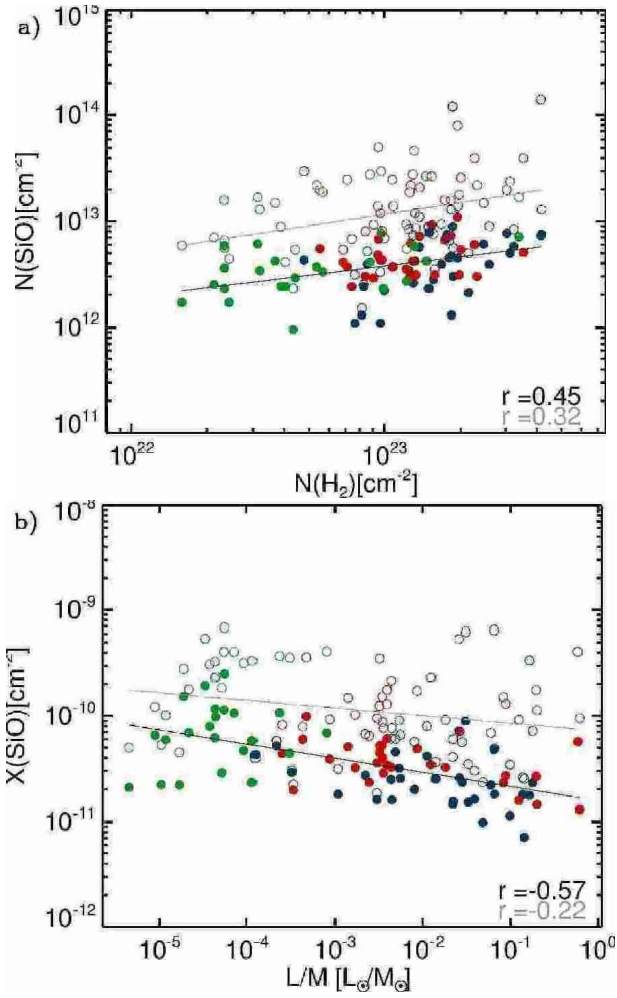 a)
10^15
10^14
10^13
10^12
10^11
N(SiO)[cm^-2]
r =0.45
r =0.32
10^22
10^23
N(H₂)[cm^-2]
b)
10^-8
10^-9
10^-10
10^-11
10^-12
X(SiO)[cm^-2]
r =-0.57
r =-0.22
10^-5
10^-4
10^-3
10^-2
10^-1
10^0
L/M [L⊙/M⊙]